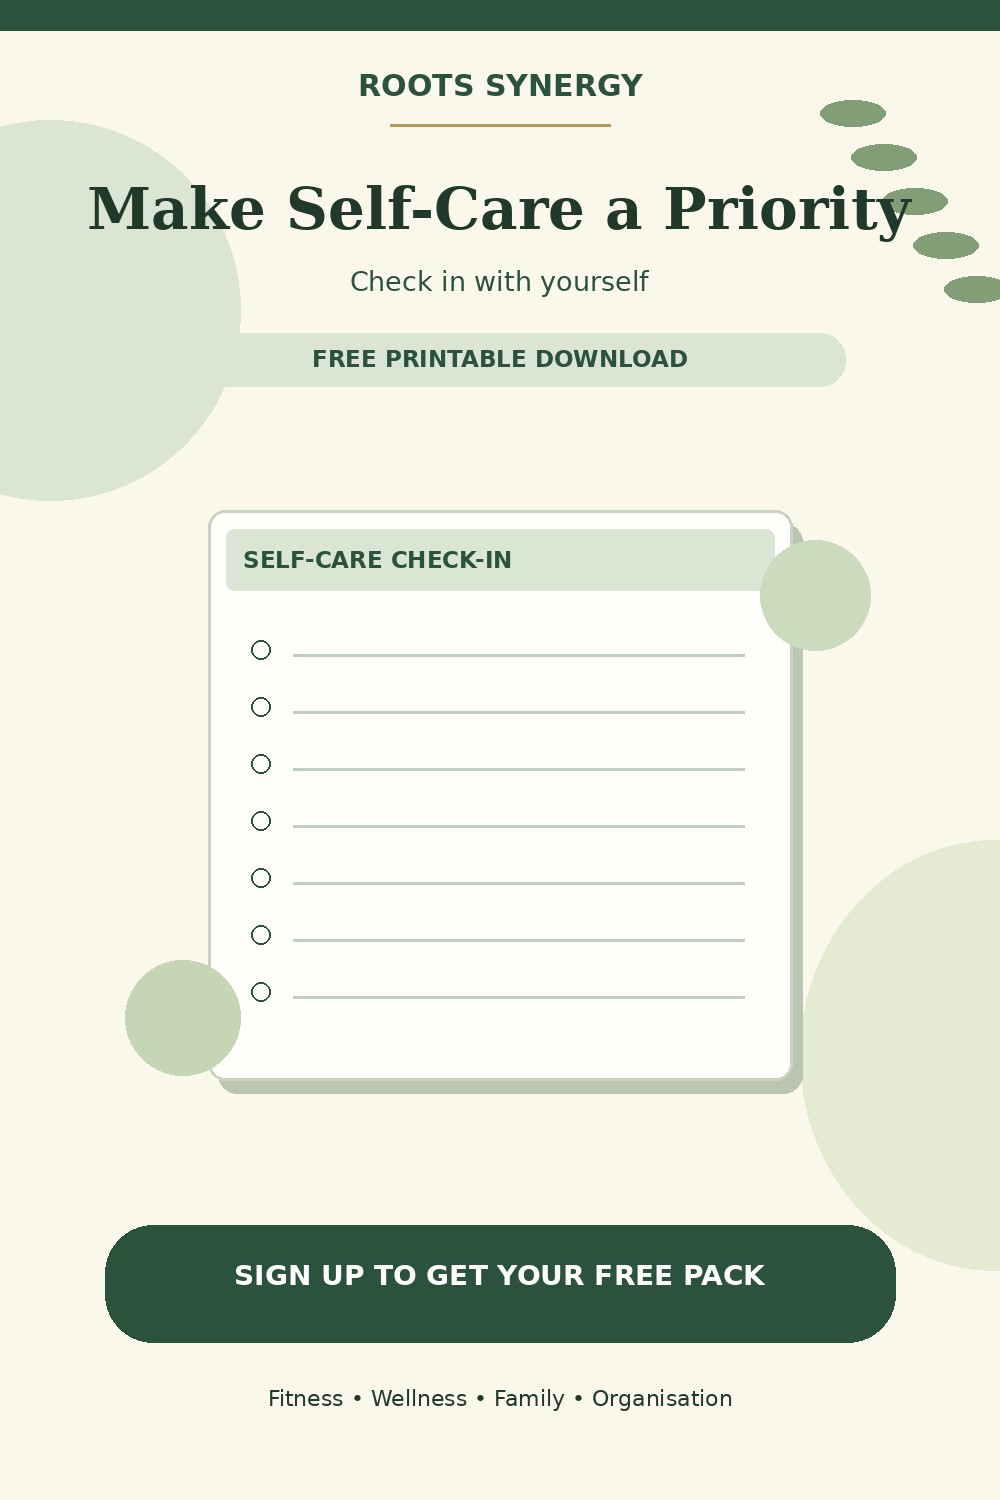 ROOTS SYNERGY
Make Self-Care a Priority
Check in with yourself
FREE PRINTABLE DOWNLOAD
SELF-CARE CHECK-IN
SIGN UP TO GET YOUR FREE PACK
Fitness • Wellness • Family • Organisation